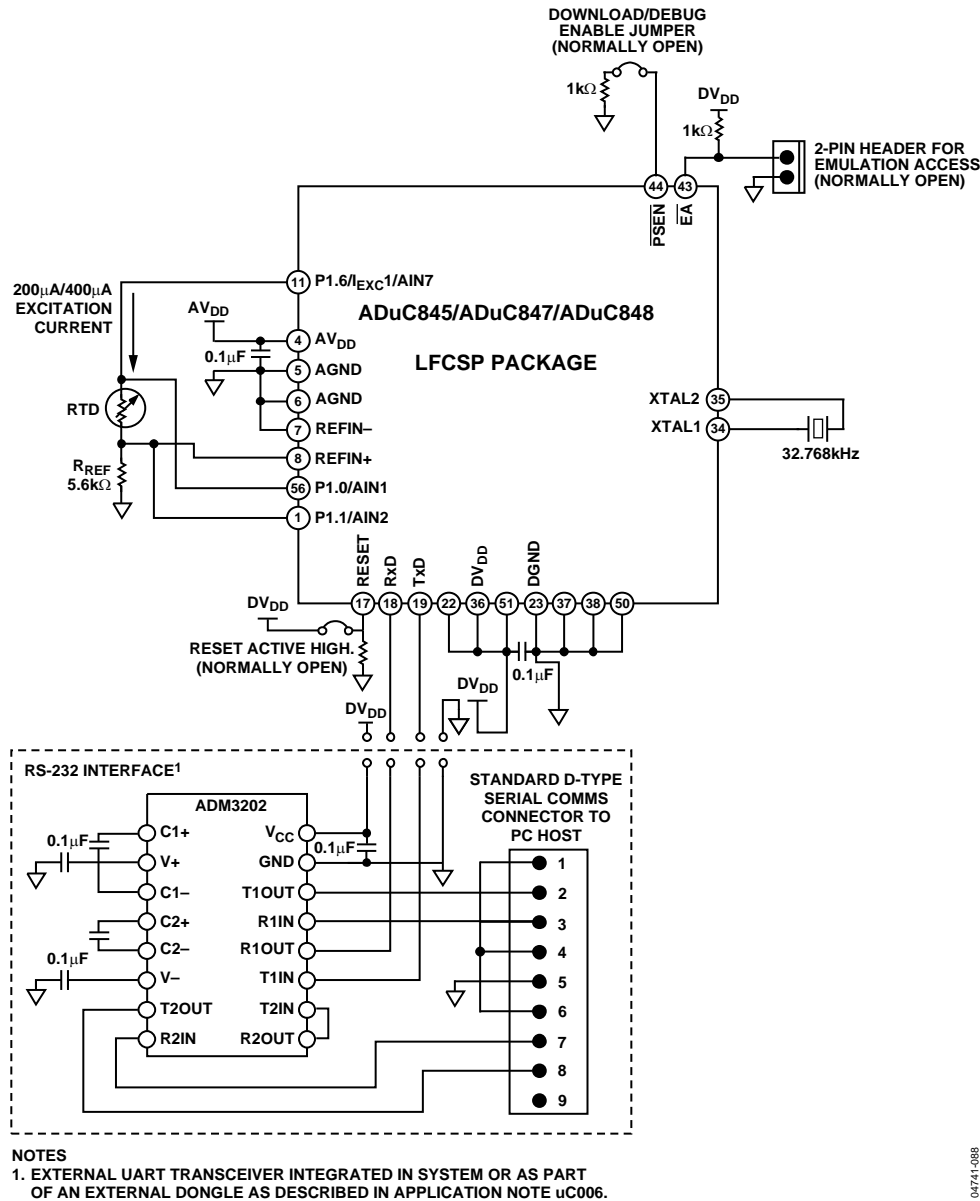 DOWNLOAD/DEBUG
ENABLE JUMPER
(NORMALLY OPEN)
1kΩ
DVDD
1kΩ
2-PIN HEADER FOR
EMULATION ACCESS
(NORMALLY OPEN)
44
43
PSEN
EA
200μA/400μA
EXCITATION
CURRENT
11 P1.6/IEXC1/AIN7
ADuC845/ADuC847/ADuC848
LFCSP PACKAGE
AVDD
4 AVDD
0.1μF
5 AGND
6 AGND
7 REFIN–
8 REFIN+
56 P1.0/AIN1
1 P1.1/AIN2
RTD
RREF
5.6kΩ
XTAL2 35
XTAL1 34
32.768kHz
RESET
RxD
TxD
DVDD
DGND
17 18 19 22 36 51 23 37 38 50
DVDD
RESET ACTIVE HIGH.
(NORMALLY OPEN)
0.1μF
DVDD
DVDD
RS-232 INTERFACE1
STANDARD D-TYPE
SERIAL COMMS
CONNECTOR TO
PC HOST
ADM3202
C1+
V+
C1–
C2+
C2–
V–
T2OUT
R2IN
VCC
GND
T1OUT
R1IN
R1OUT
T1IN
T2IN
R2OUT
0.1μF
0.1μF
0.1μF
1
2
3
4
5
6
7
8
9
NOTES
1. EXTERNAL UART TRANSCEIVER INTEGRATED IN SYSTEM OR AS PART
OF AN EXTERNAL DONGLE AS DESCRIBED IN APPLICATION NOTE uC006.
04741-088